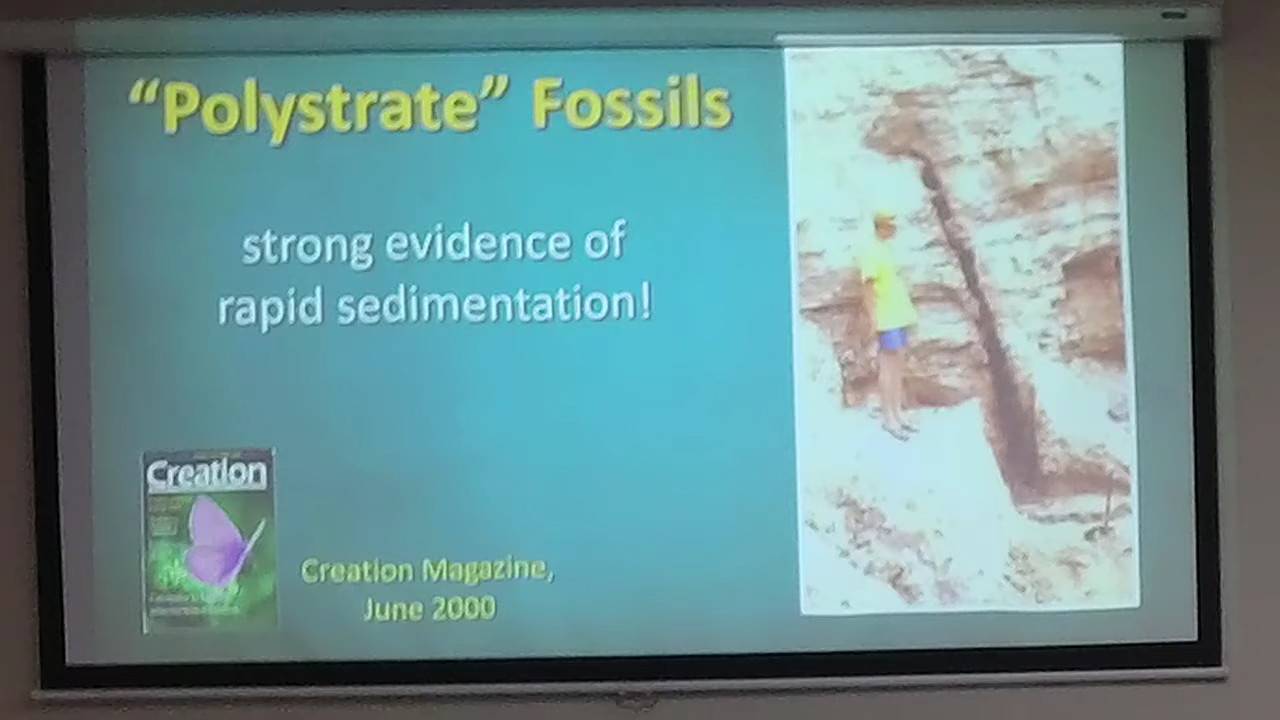 “Polystrate” Fossils
strong evidence of
rapid sedimentation!
Creation
Creation Magazine,
June 2000